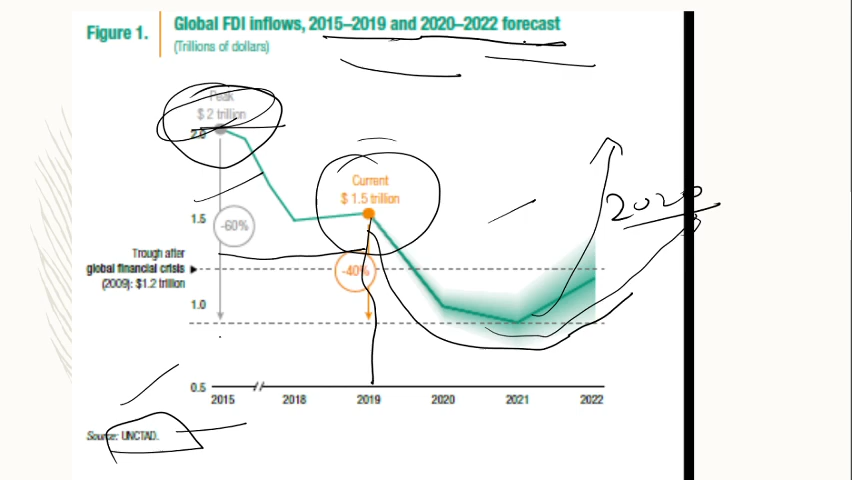 Figure 1.
Global FDI inflows, 2015–2019 and 2020–2022 forecast
(Trillions of dollars)
Peak
$ 2 trillion
2.0
Current
$ 1.5 trillion
2020
1.5
-60%
Trough after
global financial crisis
(2009): $1.2 trillion
-40%
1.0
0.5
2015 2018 2019 2020 2021 2022
Source: UNCTAD.